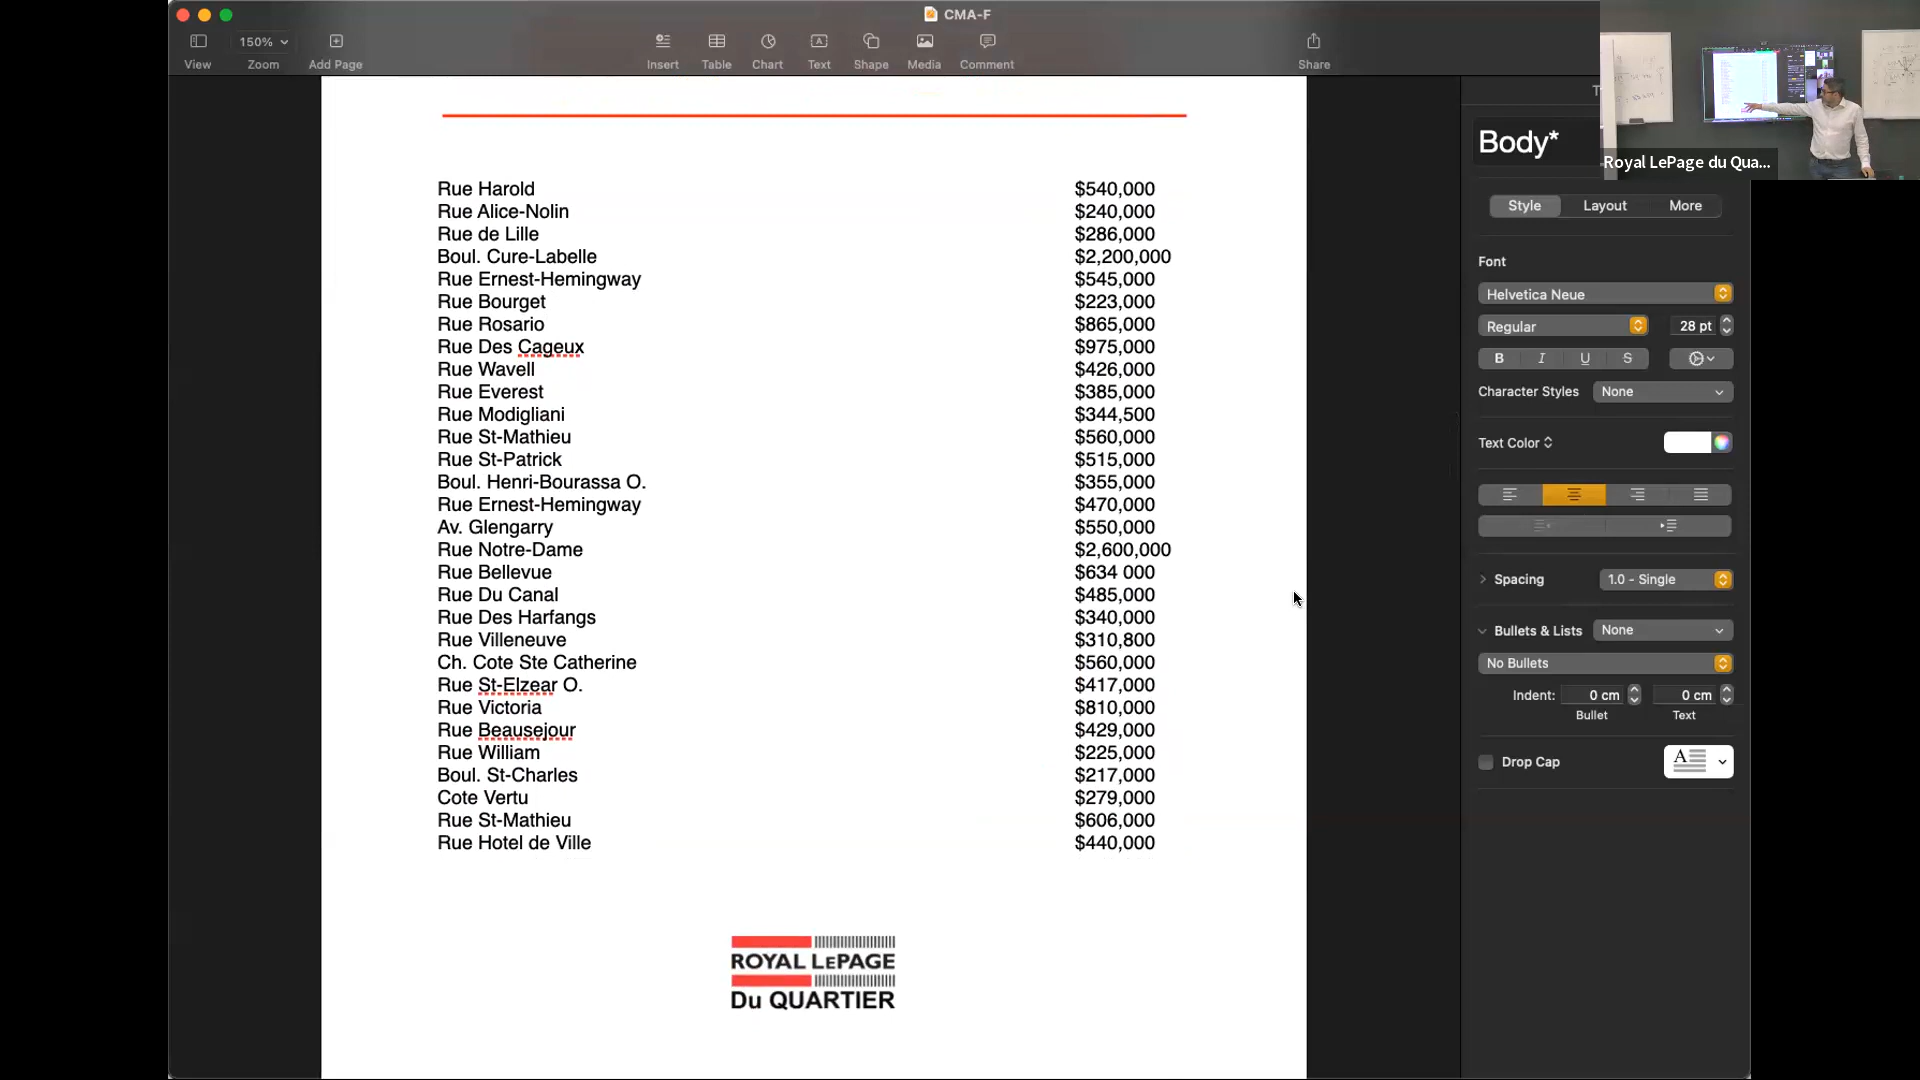 CMA-F
150%
View Zoom Add Page Insert Table Chart Text Shape Media Comment Share
Body*
Royal LePage du Qua...
Style Layout More
Rue Harold $540,000
Rue Alice-Nolin $240,000
Rue de Lille $286,000
Boul. Cure-Labelle $2,200,000
Rue Ernest-Hemingway $545,000
Rue Bourget $223,000
Rue Rosario $865,000
Rue Des Cageux $975,000
Rue Wavell $426,000
Rue Everest $385,000
Rue Modigliani $344,500
Rue St-Mathieu $560,000
Rue St-Patrick $515,000
Boul. Henri-Bourassa O. $355,000
Rue Ernest-Hemingway $470,000
Av. Glengarry $550,000
Rue Notre-Dame $2,600,000
Rue Bellevue $634 000
Rue Du Canal $485,000
Rue Des Harfangs $340,000
Rue Villeneuve $310,800
Ch. Cote Ste Catherine $560,000
Rue St-Elzear O. $417,000
Rue Victoria $810,000
Rue Beausejour $429,000
Rue William $225,000
Boul. St-Charles $217,000
Cote Vertu $279,000
Rue St-Mathieu $606,000
Rue Hotel de Ville $440,000
ROYAL LEPAGE
Du QUARTIER
Font
Helvetica Neue
Regular 28 pt
B I U S
Character Styles None
Text Color
Spacing 1.0 - Single
Bullets & Lists None
No Bullets
Indent: 0 cm 0 cm
Bullet Text
Drop Cap A